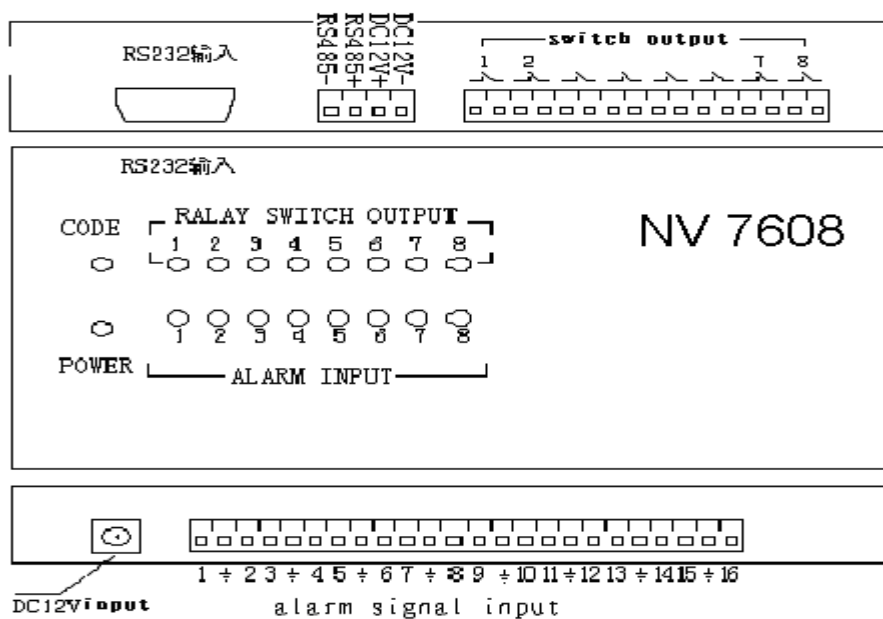 RS232输入
RS485-
RS485+
DC12V+
DC12V-
switch output
1 2 7 8
RS232输入
CODE
RALAY SWITCH OUTPUT
1 2 3 4 5 6 7 8
NV 7608
1 2 3 4 5 6 7 8
POWER
ALARM INPUT
1 ÷ 2 3 ÷ 4 5 ÷ 6 7 ÷ 8 9 ÷ 10 11 ÷ 12 13 ÷ 14 15 ÷ 16
DC12Vinput
alarm signal input